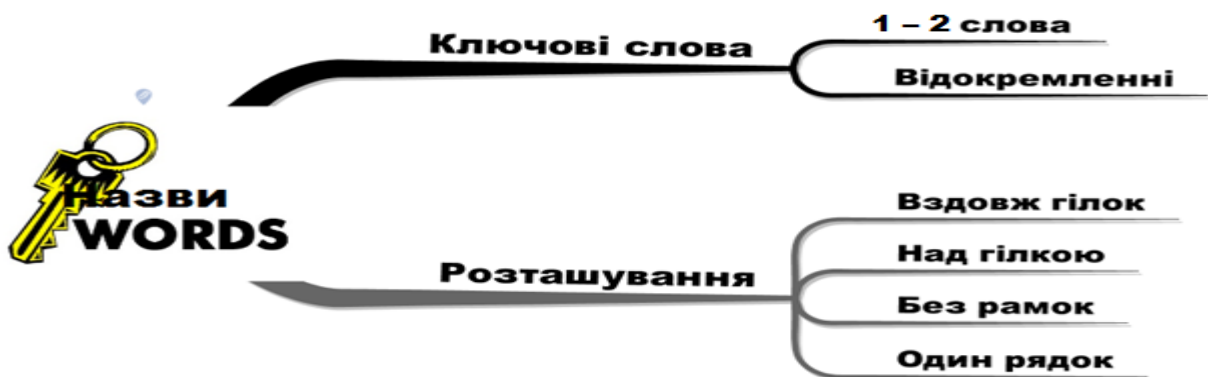 Ключові слова
1 – 2 слова
Відокремленні
назви
WORDS
Розташування
Вздовж гілок
Над гілкою
Без рамок
Один рядок